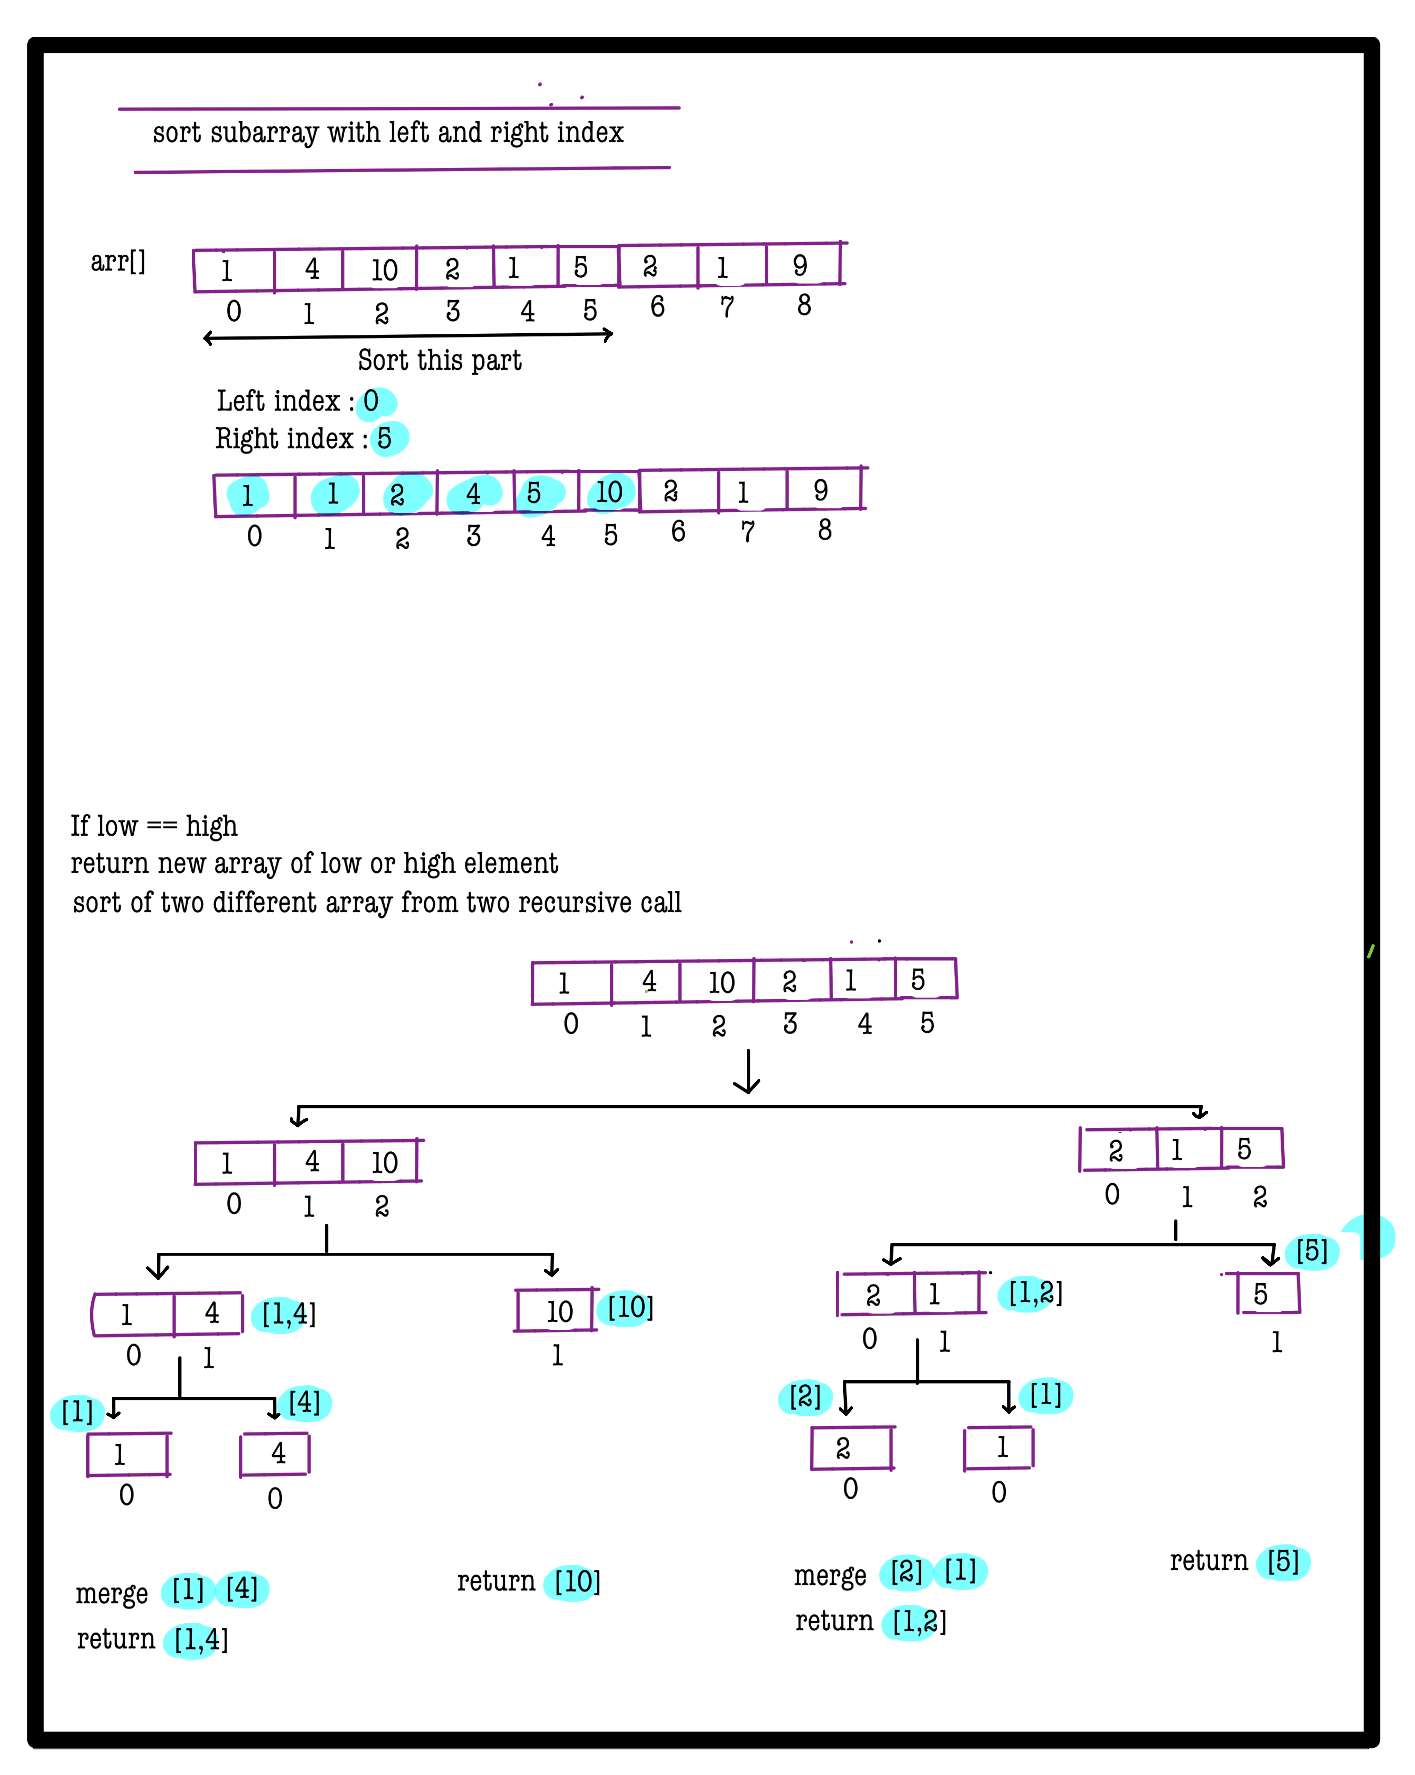 sort subarray with left and right index
arr[]
1 4 10 2 1 5 2 1 9
0 1 2 3 4 5 6 7 8
Sort this part
Left index : 0
Right index : 5
1 1 2 4 5 10 2 1 9
0 1 2 3 4 5 6 7 8
If low == high
return new array of low or high element
sort of two different array from two recursive call
1 4 10 2 1 5
0 1 2 3 4 5
1 4 10
0 1 2
2 1 5
0 1 2
1 4 [1,4]
0 1
10 [10]
1
2 1 [1,2]
0 1
[5]
5
1
[1] [4]
1 4
0 0
[2] [1]
2 1
0 0
merge [1] [4]
return [1,4]
return [10]
merge [2] [1]
return [1,2]
return [5]